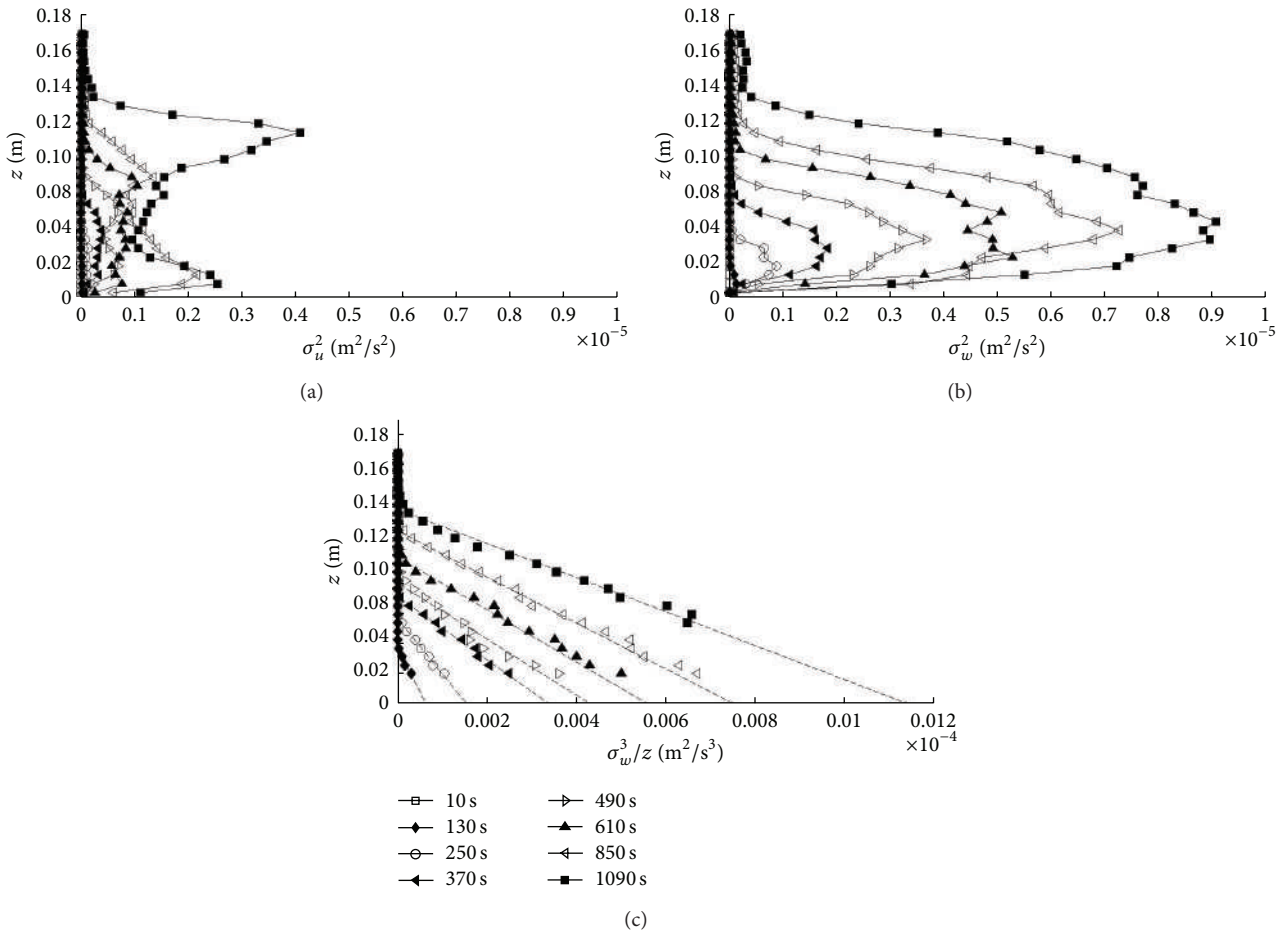 0.18
0.16
0.14
0.12
0.10
0.08
0.06
0.04
0.02
0
z (m)
0 0.1 0.2 0.3 0.4 0.5 0.6 0.7 0.8 0.9 1
×10⁻⁵
σᵤ² (m²/s²)
(a)
0.18
0.16
0.14
0.12
0.10
0.08
0.06
0.04
0.02
0
z (m)
0 0.1 0.2 0.3 0.4 0.5 0.6 0.7 0.8 0.9 1
×10⁻⁵
σ_w² (m²/s²)
(b)
0.18
0.16
0.14
0.12
0.10
0.08
0.04
0.02
0
z (m)
0 0.002 0.004 0.006 0.008 0.01 0.012
×10⁻⁴
σ_w³/z (m²/s³)
10 s
130 s
250 s
370 s
490 s
610 s
850 s
1090 s
(c)